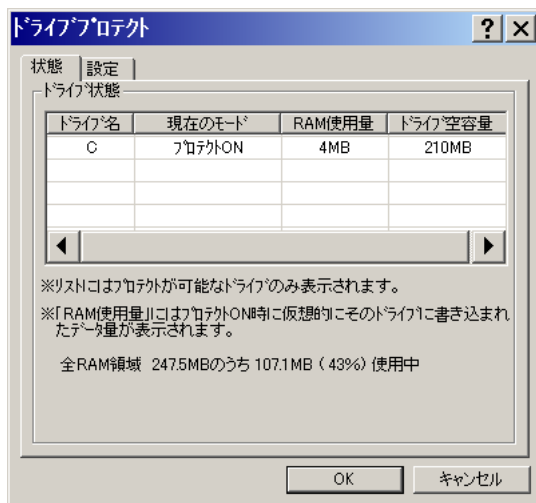 ﾄﾞﾗｲﾌﾞﾌﾟﾛﾃｸﾄ
状態 設定
ﾄﾞﾗｲﾌﾞ状態
ﾄﾞﾗｲﾌﾞ名 現在のﾓｰﾄﾞ RAM使用量 ﾄﾞﾗｲﾌﾞ空容量
C ﾌﾟﾛﾃｸﾄON 4MB 210MB
※ﾘｽﾄにはﾌﾟﾛﾃｸﾄが可能なﾄﾞﾗｲﾌﾞのみ表示されます。
※｢RAM使用量｣にはﾌﾟﾛﾃｸﾄON時に仮想的にそのﾄﾞﾗｲﾌﾞに書き込まれ
たﾃﾞｰﾀ量が表示されます。
全RAM領域 247.5MBのうち 107.1MB ( 43%) 使用中
OK キャンセル